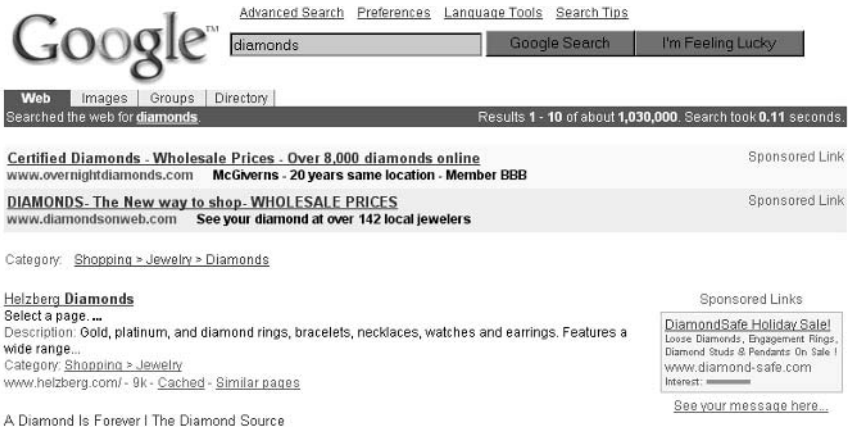 Advanced Search Preferences Language Tools Search Tips
Google™
diamonds
Google Search
I'm Feeling Lucky
Web Images Groups Directory
Searched the web for diamonds. Results 1 - 10 of about 1,030,000. Search took 0.11 seconds.
Certified Diamonds - Wholesale Prices - Over 8,000 diamonds online Sponsored Link
www.overnightdiamonds.com McGiverns - 20 years same location - Member BBB
DIAMONDS- The New way to shop- WHOLESALE PRICES Sponsored Link
www.diamondsonweb.com See your diamond at over 142 local jewelers
Category: Shopping > Jewelry > Diamonds
Helzberg Diamonds
Select a page. ...
Description: Gold, platinum, and diamond rings, bracelets, necklaces, watches and earrings. Features a
wide range...
Category: Shopping > Jewelry
www.helzberg.com/ - 9k - Cached - Similar pages
A Diamond Is Forever | The Diamond Source
Sponsored Links
DiamondSafe Holiday Sale!
Loose Diamonds, Engagement Rings,
Diamond Studs & Pendants On Sale !
www.diamond-safe.com
Interest:
See your message here...